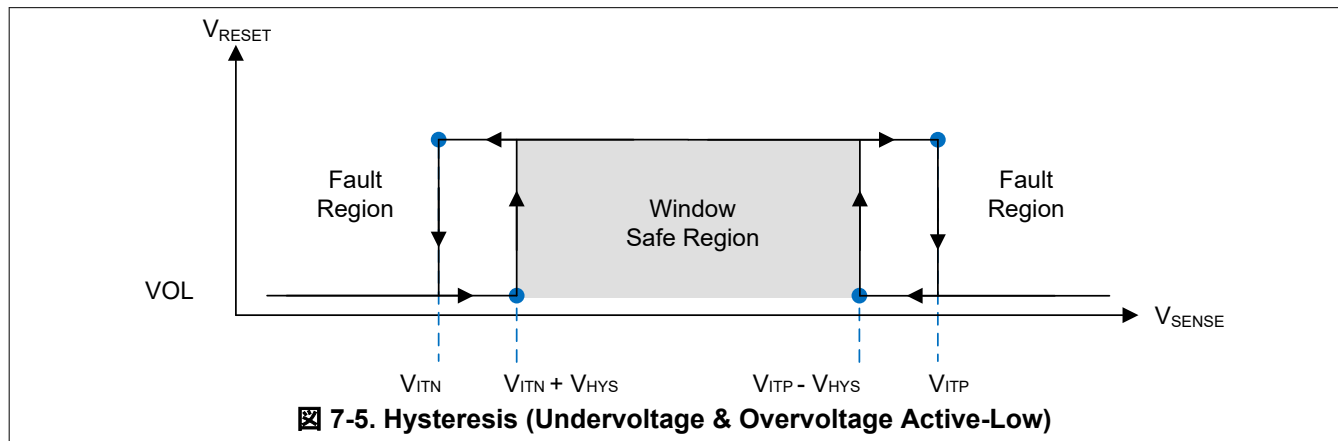 VRESET
Fault
Region
Window
Safe Region
Fault
Region
VOL
VSENSE
VITN
VITN + VHYS
VITP - VHYS
VITP
図 7-5. Hysteresis (Undervoltage & Overvoltage Active-Low)